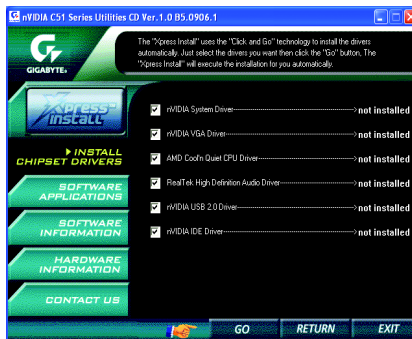 nVIDIA C51 Series Utilities CD Ver.1.0 B5.0906.1
GIGABYTE™
The "Xpress Install" uses the "Click and Go" technology to install the drivers
automatically. Just select the drivers you want then click the "Go" button, The
"Xpress Install" will execute the installation for you automatically.
Xpress
Install
INSTALL
CHIPSET DRIVERS
SOFTWARE
APPLICATIONS
SOFTWARE
INFORMATION
HARDWARE
INFORMATION
CONTACT US
nVIDIA System Driver not installed
nVIDIA VGA Driver not installed
AMD Cool'n Quiet CPU Driver not installed
RealTek High Definition Audio Driver not installed
nVIDIA USB 2.0 Driver not installed
nVIDIA IDE Driver not installed
GO RETURN EXIT